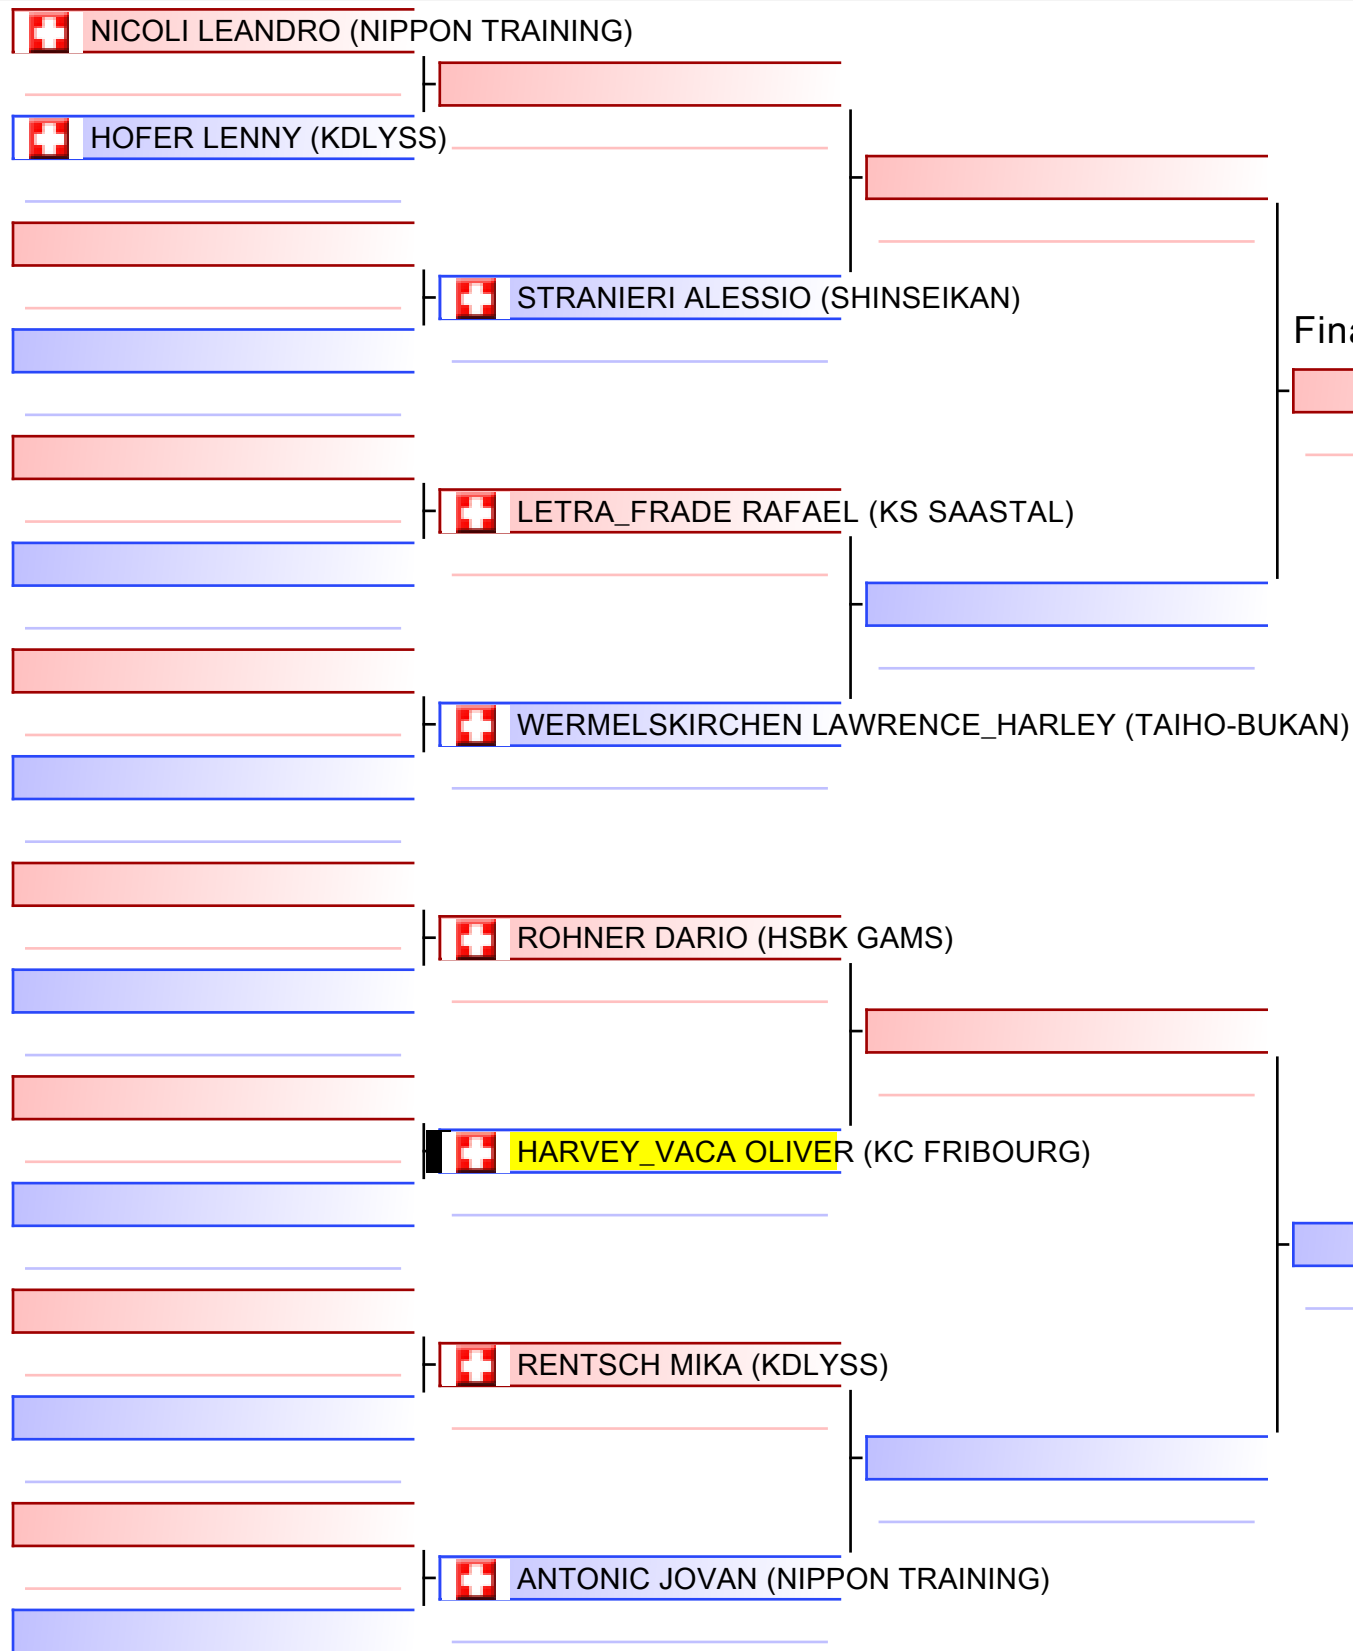 NICOLI LEANDRO (NIPPON TRAINING)
HOFER LENNY (KDLYSS)
STRANIERI ALESSIO (SHINSEIKAN)
Fina
LETRA_FRADE RAFAEL (KS SAASTAL)
WERMELSKIRCHEN LAWRENCE_HARLEY (TAIHO-BUKAN)
ROHNER DARIO (HSBK GAMS)
HARVEY_VACA OLIVER (KC FRIBOURG)
RENTSCH MIKA (KDLYSS)
ANTONIC JOVAN (NIPPON TRAINING)